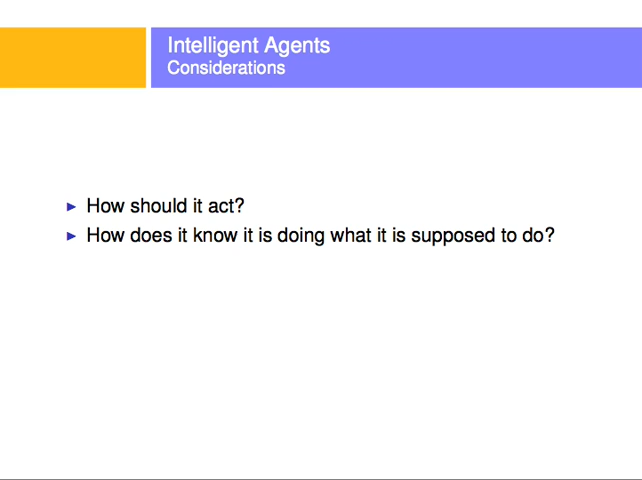 Intelligent Agents
Considerations
How should it act?
How does it know it is doing what it is supposed to do?